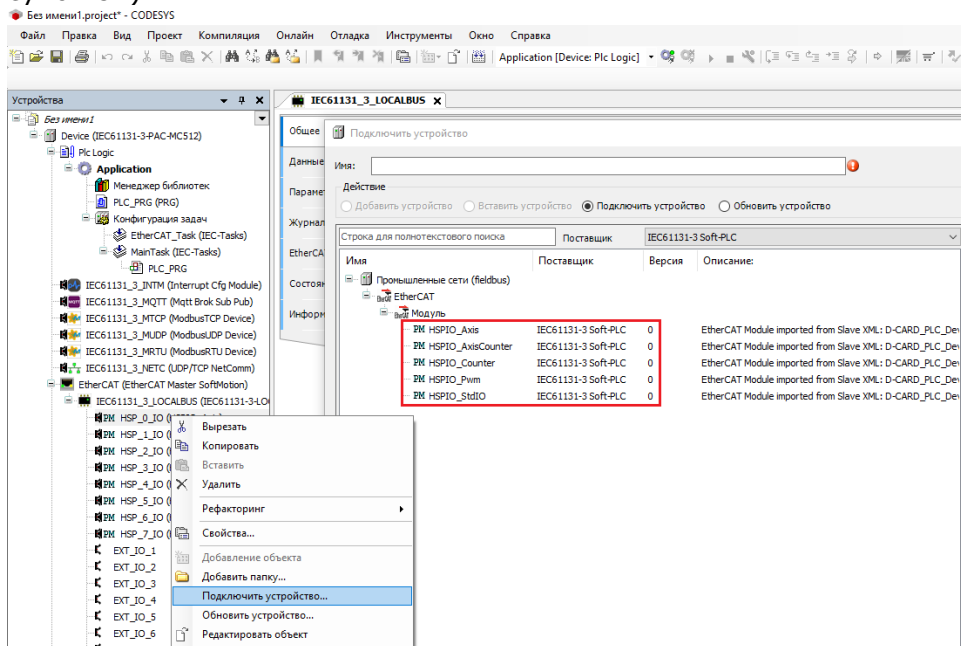 Без имени1.project* - CODESYS
Файл Правка Вид Проект Компиляция Онлайн Отладка Инструменты Окно Справка
Application [Device: Plc Logic]
Устройства
Без имени1
Device (IEC61131-3-PAC-MC512)
Plc Logic
Application
Менеджер библиотек
PLC_PRG (PRG)
Конфигурация задач
EtherCAT_Task (IEC-Tasks)
MainTask (IEC-Tasks)
PLC_PRG
IEC61131_3_INTM (Interrupt Cfg Module)
IEC61131_3_MQTT (Mqtt Brok Sub Pub)
IEC61131_3_MTCP (ModbusTCP Device)
IEC61131_3_MUDP (ModbusUDP Device)
IEC61131_3_MRTU (ModbusRTU Device)
IEC61131_3_NETC (UDP/TCP NetComm)
EtherCAT (EtherCAT Master SoftMotion)
IEC61131_3_LOCALBUS (IEC61131-3-LO
HSP_0_IO
HSP_1_IO
HSP_2_IO
HSP_3_IO
HSP_4_IO
HSP_5_IO
HSP_6_IO
HSP_7_IO
EXT_IO_1
EXT_IO_2
EXT_IO_3
EXT_IO_4
EXT_IO_5
EXT_IO_6
Вырезать
Копировать
Вставить
Удалить
Рефакторинг
Свойства...
Добавление объекта
Добавить папку...
Подключить устройство...
Обновить устройство...
Редактировать объект
IEC61131_3_LOCALBUS
Общее
Данные
Параме
Журнал
EtherCA
Состоян
Информ
Подключить устройство
Имя:
Действие
Добавить устройство Вставить устройство Подключить устройство Обновить устройство
Строка для полнотекстового поиска Поставщик IEC61131-3 Soft-PLC
Имя Поставщик Версия Описание:
Промышленные сети (fieldbus)
EtherCAT
Модуль
HSPIO_Axis IEC61131-3 Soft-PLC 0 EtherCAT Module imported from Slave XML: D-CARD_PLC_De
HSPIO_AxisCounter IEC61131-3 Soft-PLC 0 EtherCAT Module imported from Slave XML: D-CARD_PLC_De
HSPIO_Counter IEC61131-3 Soft-PLC 0 EtherCAT Module imported from Slave XML: D-CARD_PLC_De
HSPIO_Pwm IEC61131-3 Soft-PLC 0 EtherCAT Module imported from Slave XML: D-CARD_PLC_De
HSPIO_StdIO IEC61131-3 Soft-PLC 0 EtherCAT Module imported from Slave XML: D-CARD_PLC_De